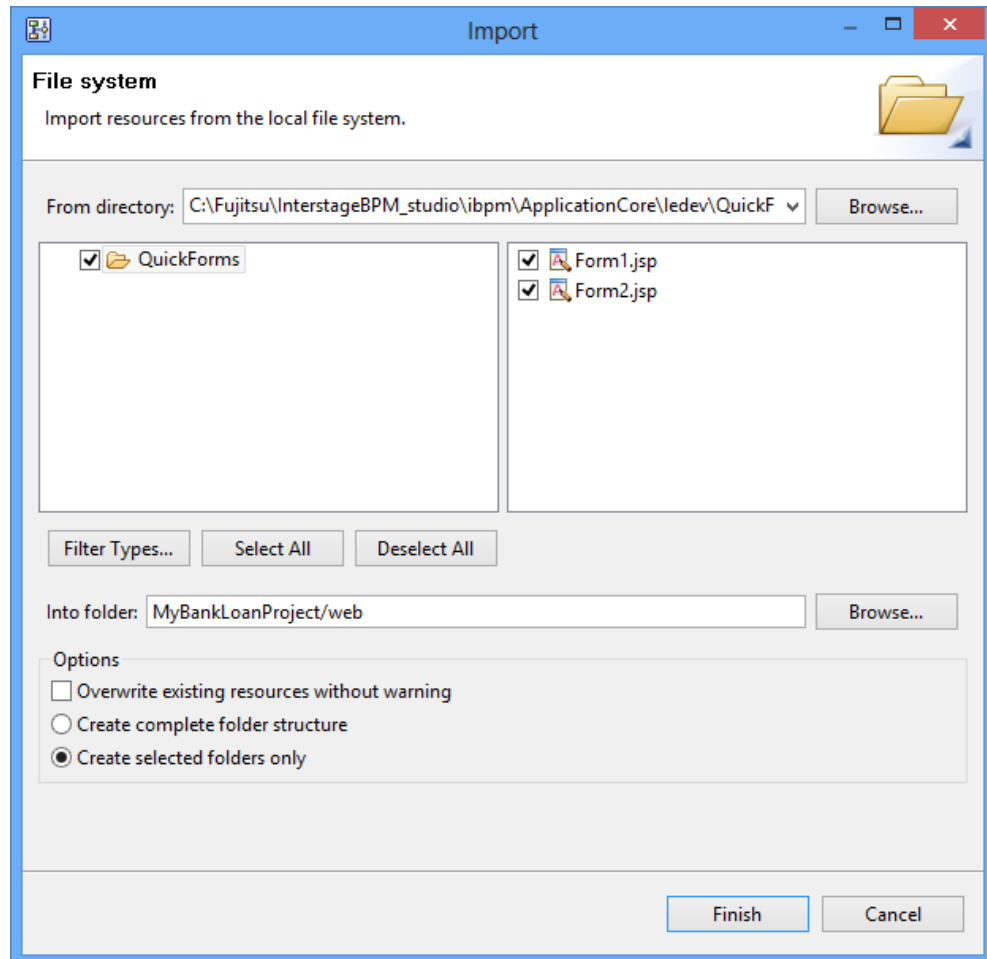 Import
File system
Import resources from the local file system.
From directory: C:\Fujitsu\InterstageBPM_studio\ibpm\ApplicationCore\ledev\QuickF Browse...
QuickForms
Form1.jsp
Form2.jsp
Filter Types... Select All Deselect All
Into folder: MyBankLoanProject/web Browse...
Options
Overwrite existing resources without warning
Create complete folder structure
Create selected folders only
Finish Cancel